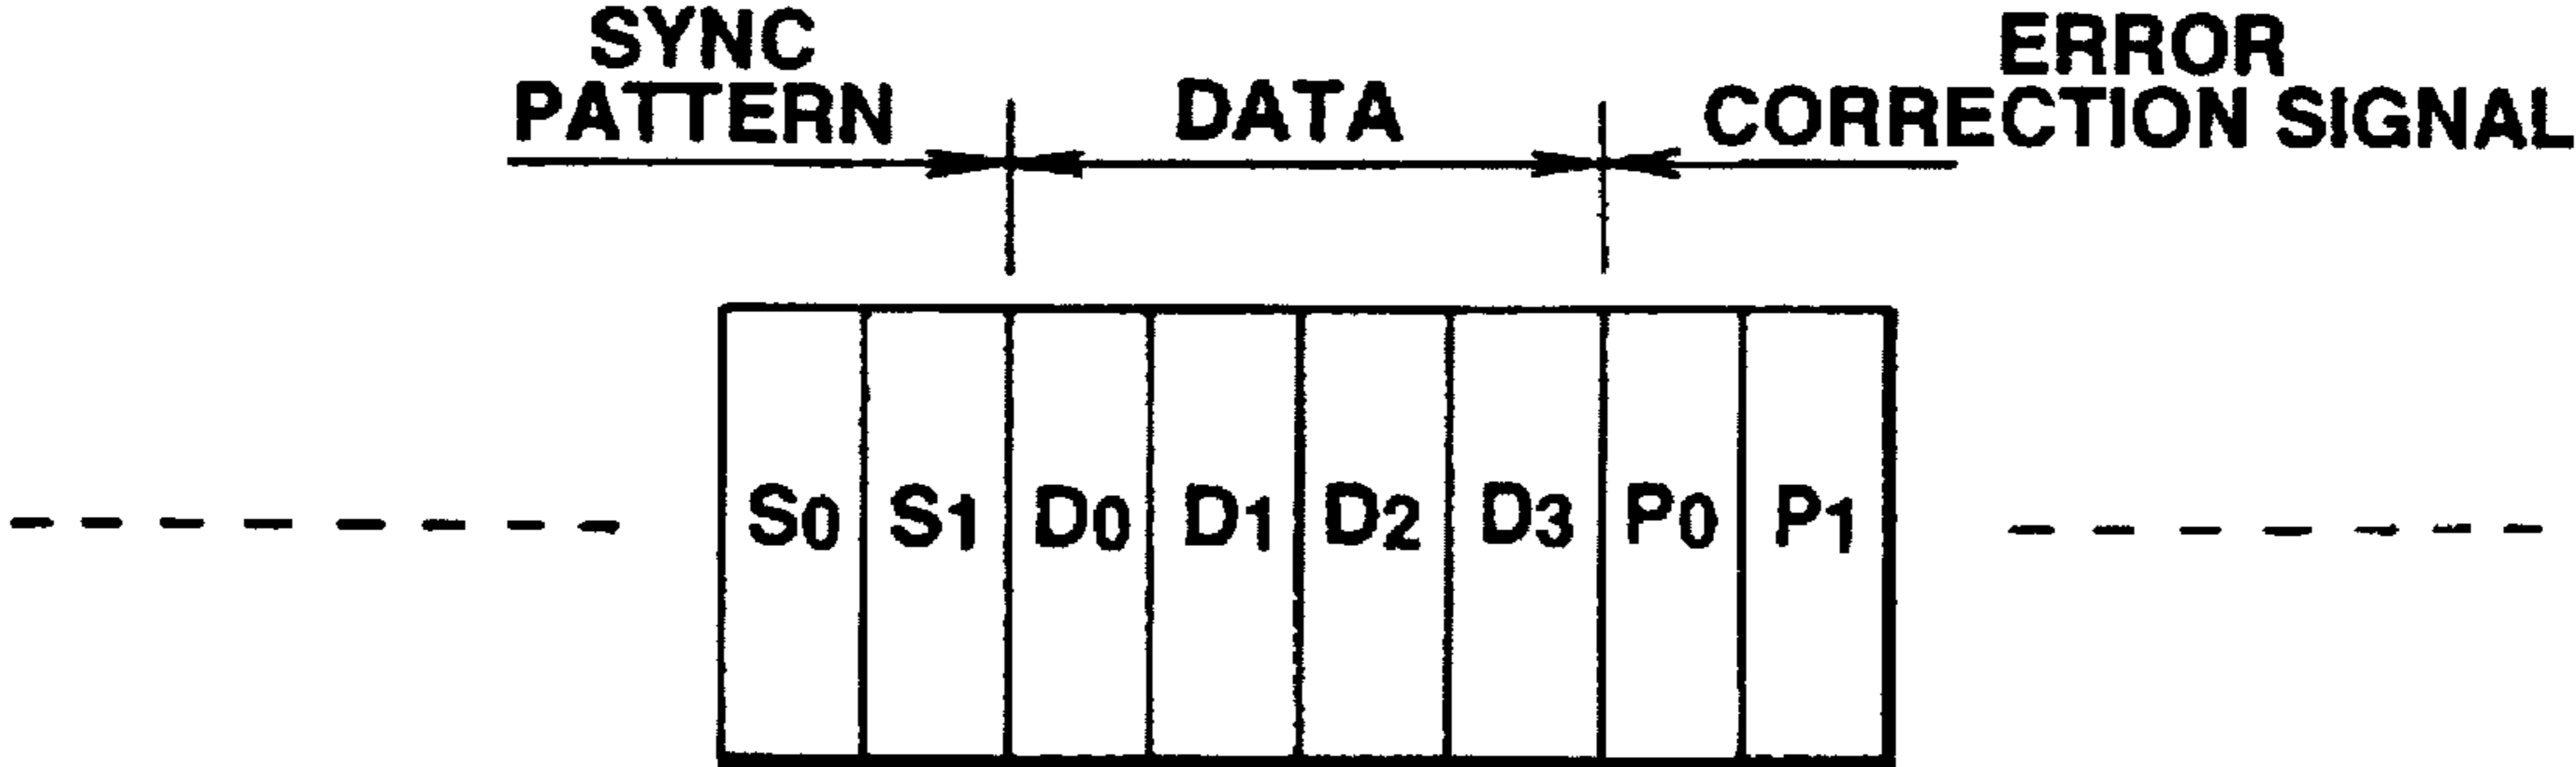 SYNC
PATTERN
DATA
ERROR
CORRECTION SIGNAL
S0 S1 D0 D1 D2 D3 P0 P1